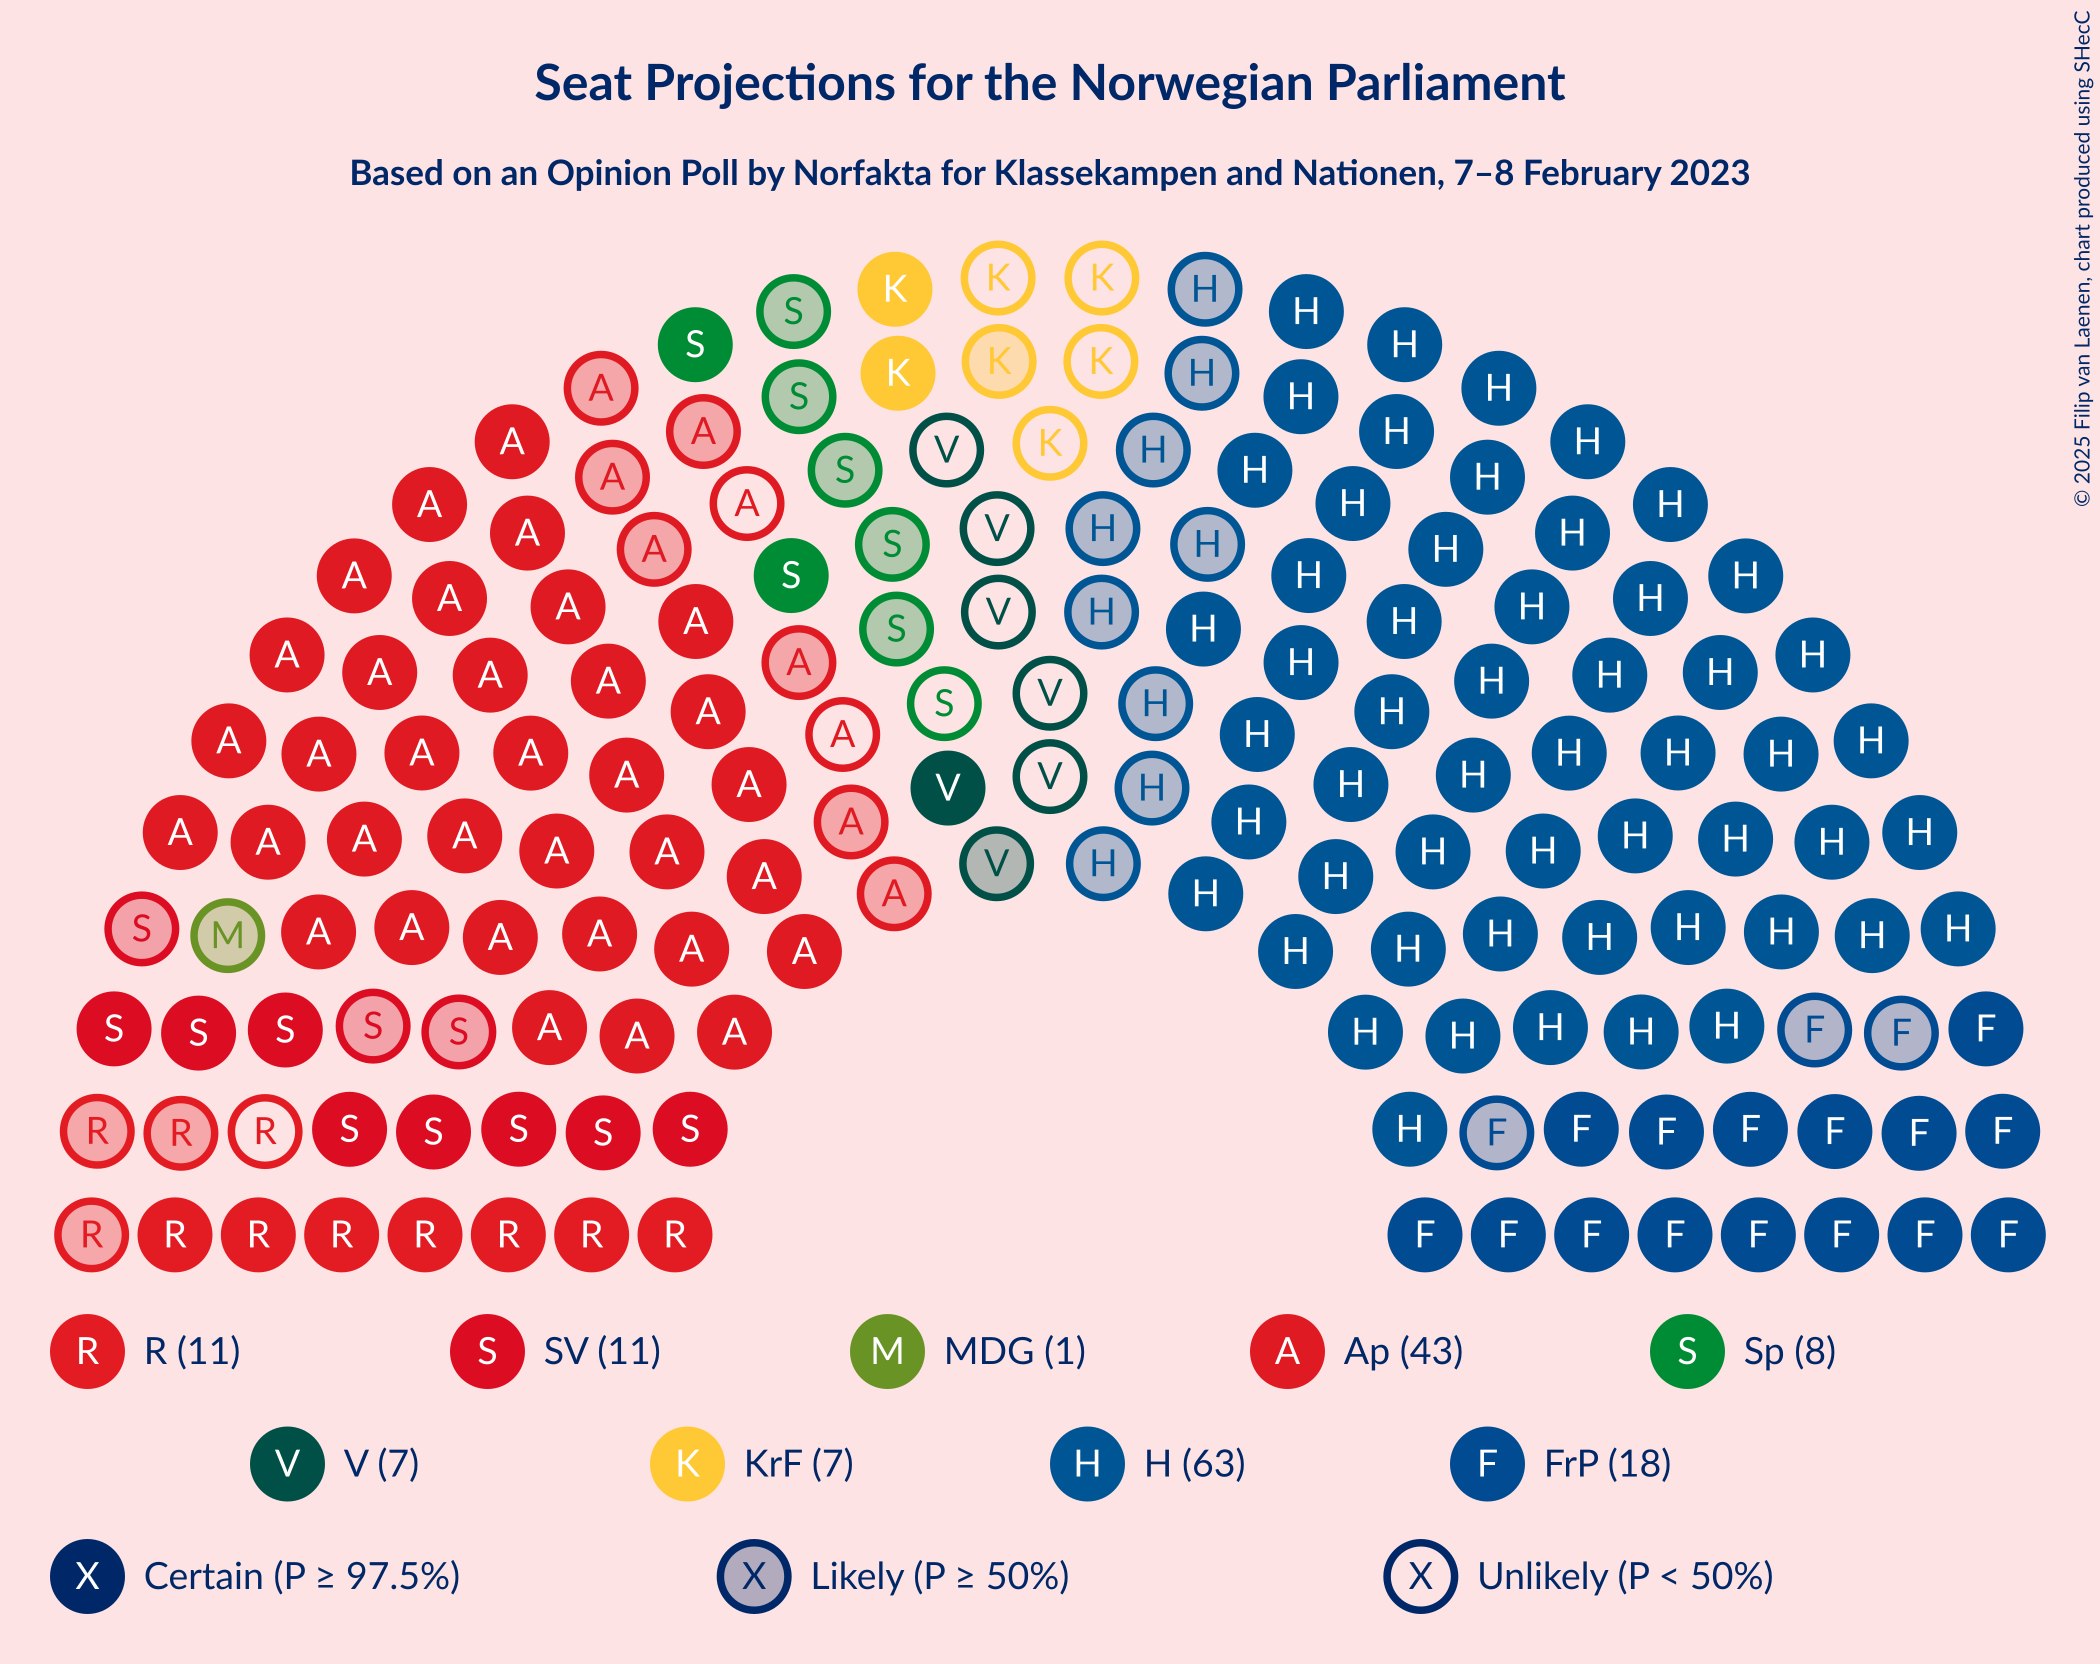 © 2025 Filip van Laenen, chart produced using SHecC
Seat Projections for the Norwegian Parliament
Based on an Opinion Poll by Norfakta for Klassekampen and Nationen, 7–8 February 2023
S K K K H H
A S S K K K H H H H
A A A S V K H H H H H
A A A A S V H H H H H H
A A A A S S V H H H H H H H
A A A A A A S V H H H H H H H
A A A A A A A V V H H H H H H H H
A A A A A A A A A V H H H H H H H H H H
S M A A A A A A H H H H H H H H
S S S S S A A A H H H H H F F F
R R R S S S S S H F F F F F F F
R R R R R R R R F F F F F F F F
R R (11) S SV (11) M MDG (1) A Ap (43) S Sp (8)
V V (7) K KrF (7) H H (63) F FrP (18)
X Certain (P ≥ 97.5%) X Likely (P ≥ 50%) X Unlikely (P < 50%)